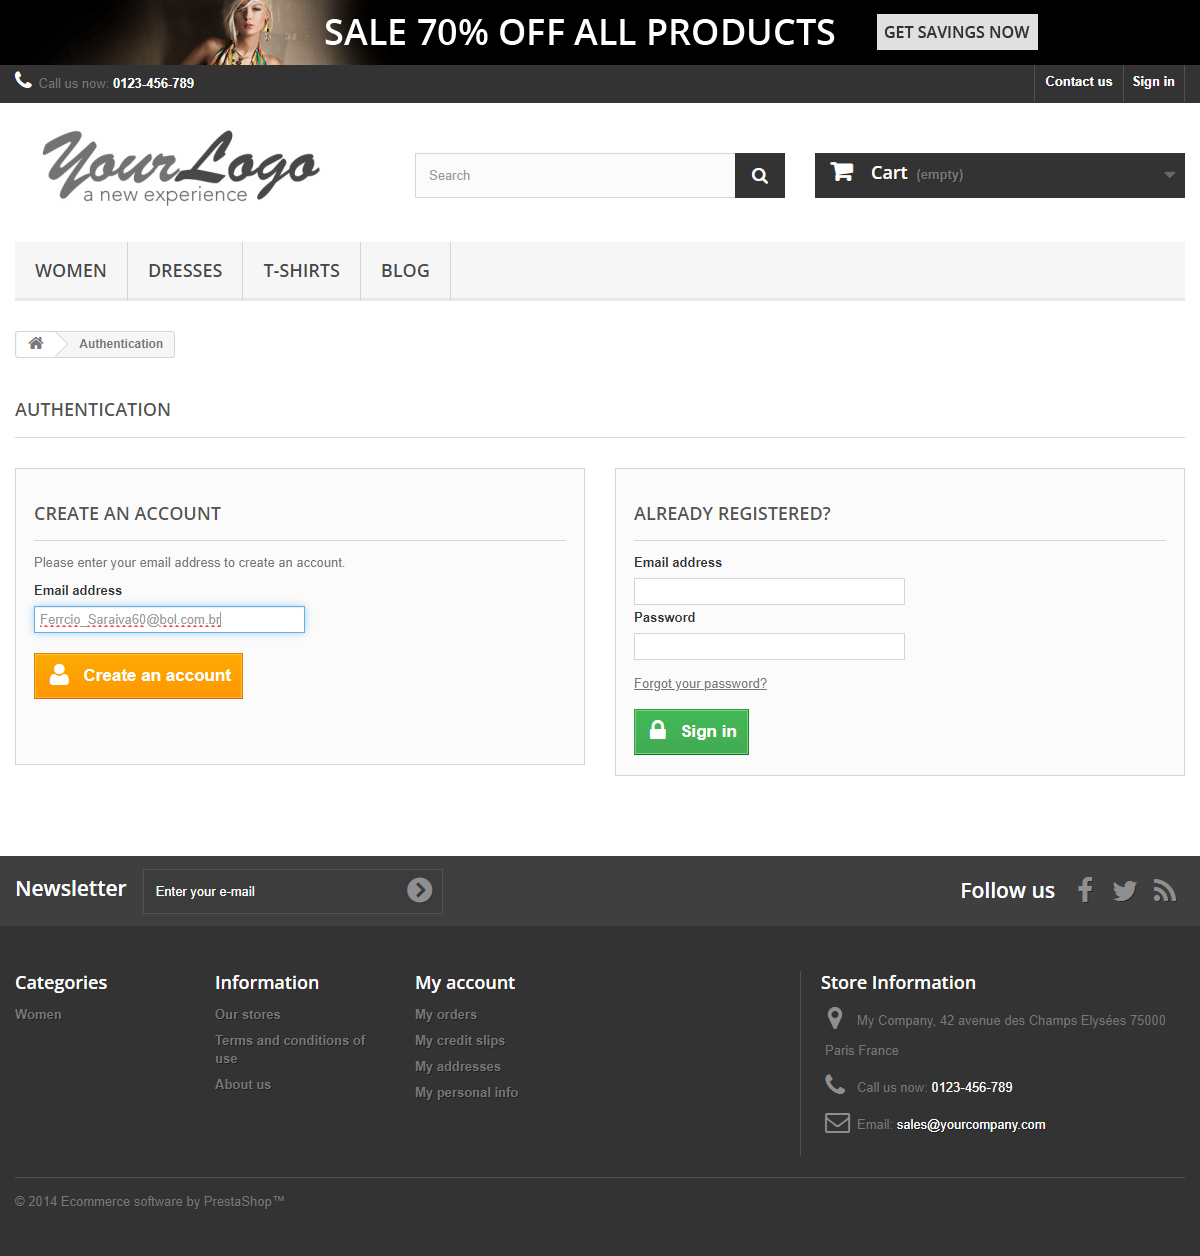 SALE 70% OFF ALL PRODUCTS
GET SAVINGS NOW
Call us now: 0123-456-789
Contact us
Sign in
YourLogo
a new experience
Search
Cart (empty)
WOMEN
DRESSES
T-SHIRTS
BLOG
Authentication
AUTHENTICATION
CREATE AN ACCOUNT
Please enter your email address to create an account.
Email address
Ferrcio_Saraiva60@bol.com.br
Create an account
ALREADY REGISTERED?
Email address
Password
Forgot your password?
Sign in
Newsletter
Enter your e-mail
Follow us
Categories
Women
Information
Our stores
Terms and conditions of
use
About us
My account
My orders
My credit slips
My addresses
My personal info
Store Information
My Company, 42 avenue des Champs Elysées 75000
Paris France
Call us now: 0123-456-789
Email: sales@yourcompany.com
© 2014 Ecommerce software by PrestaShop™